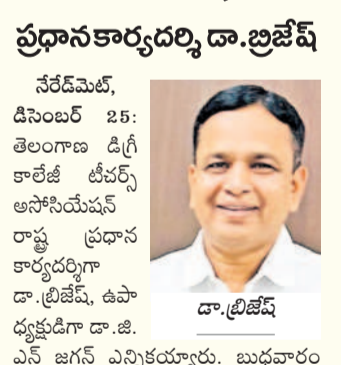 ప్రధానకార్యదర్శి డా.బ్రిజేష్
నేరేడ్‌మెట్,
డిసెంబర్ 25:
తెలంగాణ డిగ్రీ
కాలేజీ టీచర్స్
అసోసియేషన్
రాష్ట్ర ప్రధాన
కార్యదర్శిగా
డా.బ్రిజేష్, ఉపా
ధ్యక్షుడిగా డా.జి.
ఎన్ జగన్ ఎన్నికయ్యారు. బుధవారం
డా.బ్రిజేష్